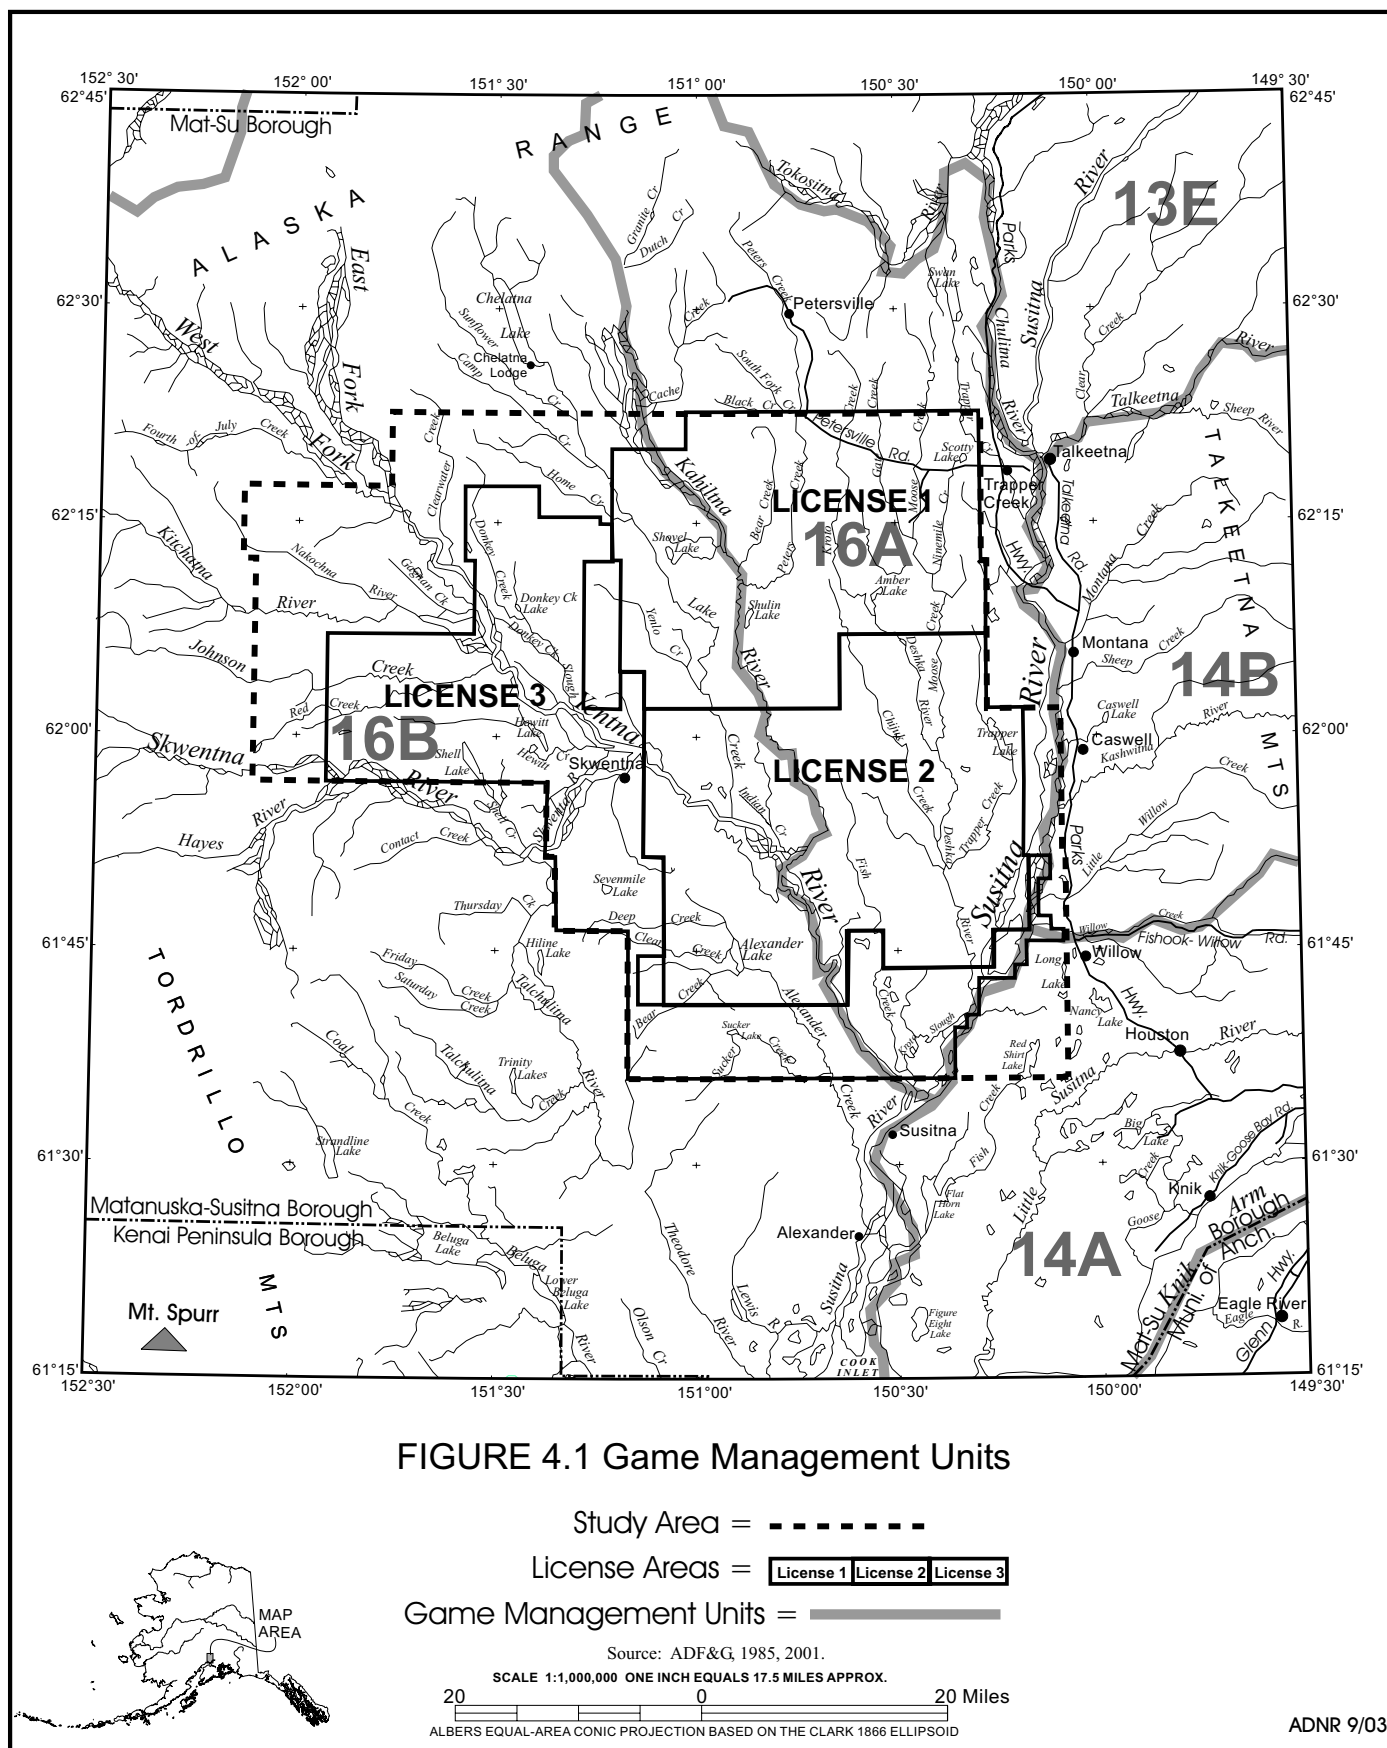 152° 30'
152° 00'
151° 30'
151° 00'
150° 30'
150° 00'
149° 30'
62°45'
62°45'
Mat-Su Borough
ALASKA RANGE
Tokositna
River
Parks
River
13E
Granite Cr
Dutch Cr
Peters
Creek
Swan
Lake
East
Fork
62°30'
62°30'
West
Fork
Chelatna
Lake
Sunflower
Camp
Cr
Chelatna
Lodge
Creek
Petersville
Chulitna
River
Susitna
Creek
Clear
River
Talkeetna
South Fork
Cache
Black Cr
Cr
Creek
Creek
Creek
Trapper
Cr
Sheep
River
Fourth of July Creek
Creek
Clearwater
Home Cr
Kahiltna
Petersville
Rd.
Scotty
Lake
Talkeetna
Trapper
Creek
TALKEETNA
MTS
LICENSE 1
16A
62°15'
62°15'
Kitchatna
River
Nakochna
River
Gagnan Ck
Donkey
Creek
Donkey Ck
Lake
Donkey Ck
Slough
Shovel
Lake
Bear Creek
Peters
Creek
Kroto
Moose
Ninemile Cr
Talkeetna
Rd.
Hwy.
Montana
Creek
Amber
Lake
Creek
Yenlo
Cr
Lake
Shulin
Lake
Johnson
Creek
River
Deshka
River
Moose
River
Montana
Sheep
Creek
14B
LICENSE 3
16B
Red Creek
Yentna
62°00'
62°00'
Skwentna
River
Hewitt
Lake
Hewitt
Cr
Shell
Lake
Shell Cr
Skwentna R
Skwentna
LICENSE 2
Creek
Chijuk
Creek
Trapper
Lake
Caswell
Lake
River
Caswell
Kashwitna
Creek
Hayes
River
Contact Creek
Indian
Cr
Deshka
Trapper Creek
Parks
Little
Willow
Sevenmile
Lake
River
Fish
Susitna
River
Thursday
Ck
Deep Creek
Clear
Creek
Alexander
Lake
Willow Creek
Fishook- Willow Rd.
61°45'
61°45'
Hiline
Lake
Friday
Creek
Saturday
Creek
Talchulitna
River
Bear
Creek
Alexander
Creek
Long
Lake
Willow
Hwy.
Nancy
Lake
Houston
River
TORDRILLO
MTS
Coal
Creek
Talchulitna
Creek
Trinity
Lakes
Sucker
Lake
Sucker
Creek
Creek
Kroto
Slough
Red
Shirt
Lake
Susitna
River
Susitna
Creek
Fish
Strandline
Lake
Big
Lake
Knik-Goose Bay Rd.
61°30'
61°30'
Creek
Knik
Goose
Flat
Horn
Lake
Little
Matanuska-Susitna Borough
Kenai Peninsula Borough
Beluga
Lake
Beluga
Lower
Beluga
Lake
River
Theodore
River
Alexander
Susitna
14A
Arm
Borough
Anch.
Mat-Su
Knik
Muni. of
Hwy.
Eagle River
Eagle R.
Glenn
Mt. Spurr
Olson
Cr
Lewis
R
Figure
Eight
Lake
COOK
INLET
61°15'
61°15'
152°30'
152°00'
151°30'
151°00'
150°30'
150°00'
149°30'
FIGURE 4.1 Game Management Units
Study Area =
License Areas = License 1 License 2 License 3
Game Management Units =
Source: ADF&G, 1985, 2001.
SCALE 1:1,000,000 ONE INCH EQUALS 17.5 MILES APPROX.
20 0 20 Miles
ALBERS EQUAL-AREA CONIC PROJECTION BASED ON THE CLARK 1866 ELLIPSOID
MAP
AREA
ADNR 9/03